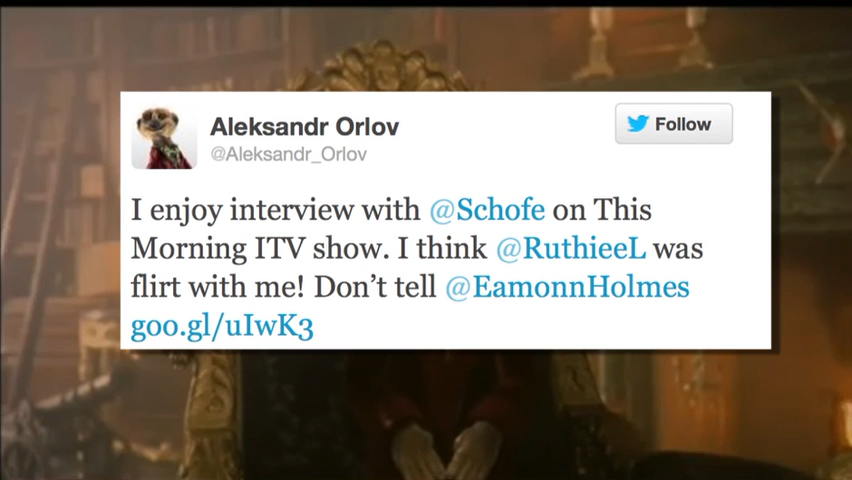 Aleksandr Orlov
@Aleksandr_Orlov
Follow
I enjoy interview with @Schofe on This
Morning ITV show. I think @RuthieeL was
flirt with me! Don't tell @EamonnHolmes
goo.gl/uIwK3